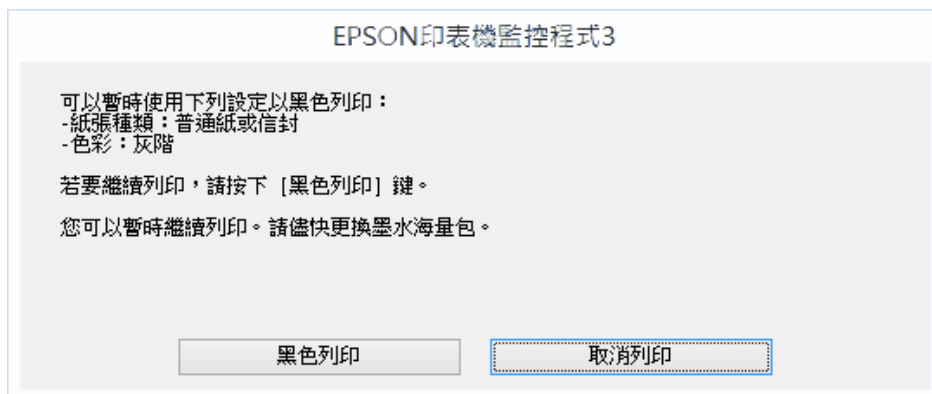 EPSON印表機監控程式3
可以暫時使用下列設定以黑色列印：
-紙張種類：普通紙或信封
-色彩：灰階
若要繼續列印，請按下 [黑色列印] 鍵。
您可以暫時繼續列印。請儘快更換墨水海量包。
黑色列印
取消列印